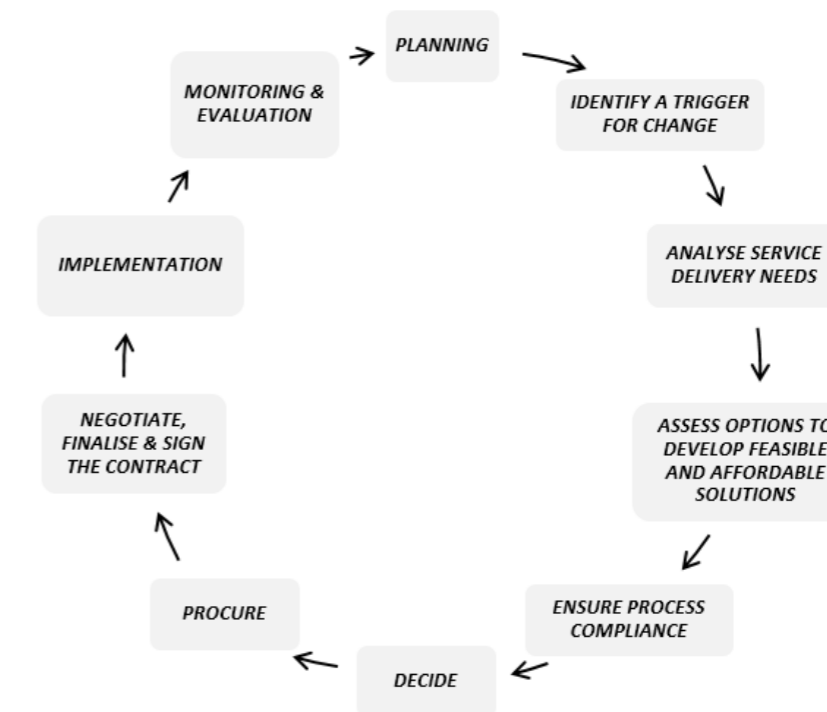 PLANNING
IDENTIFY A TRIGGER
FOR CHANGE
ANALYSE SERVICE
DELIVERY NEEDS
ASSESS OPTIONS TO
DEVELOP FEASIBLE
AND AFFORDABLE
SOLUTIONS
ENSURE PROCESS
COMPLIANCE
DECIDE
PROCURE
NEGOTIATE,
FINALISE & SIGN
THE CONTRACT
IMPLEMENTATION
MONITORING &
EVALUATION